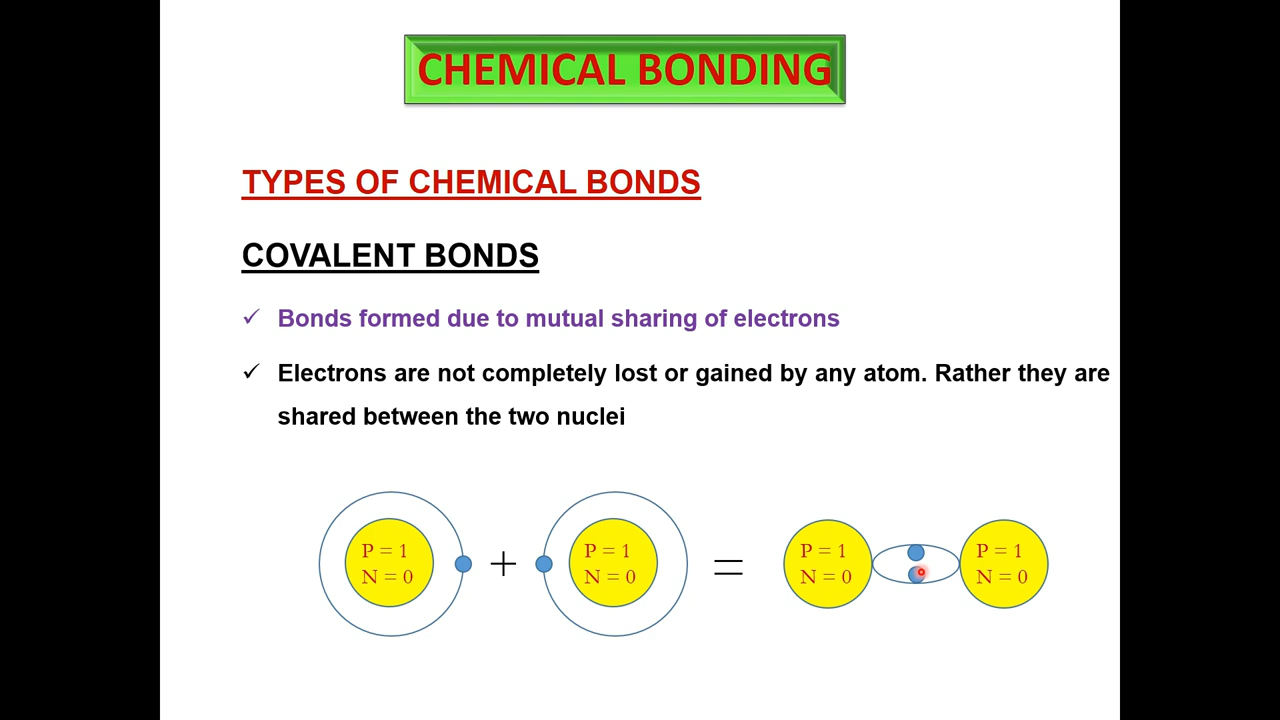 CHEMICAL BONDING
TYPES OF CHEMICAL BONDS
COVALENT BONDS
✓ Bonds formed due to mutual sharing of electrons
✓ Electrons are not completely lost or gained by any atom. Rather they are
shared between the two nuclei
P = 1
N = 0
+
P = 1
N = 0
=
P = 1
N = 0
P = 1
N = 0